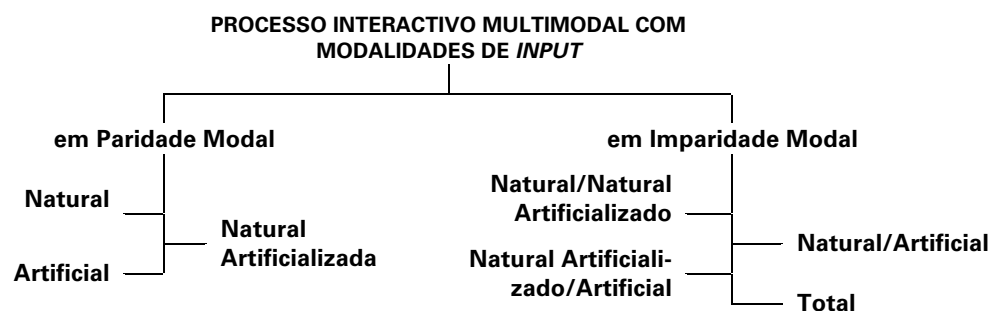 PROCESSO INTERACTIVO MULTIMODAL COM
MODALIDADES DE INPUT
em Paridade Modal
em Imparidade Modal
Natural
Natural
Artificializada
Artificial
Natural/Natural
Artificializado
Natural/Artificial
Natural Artificiali-
zado/Artificial
Total